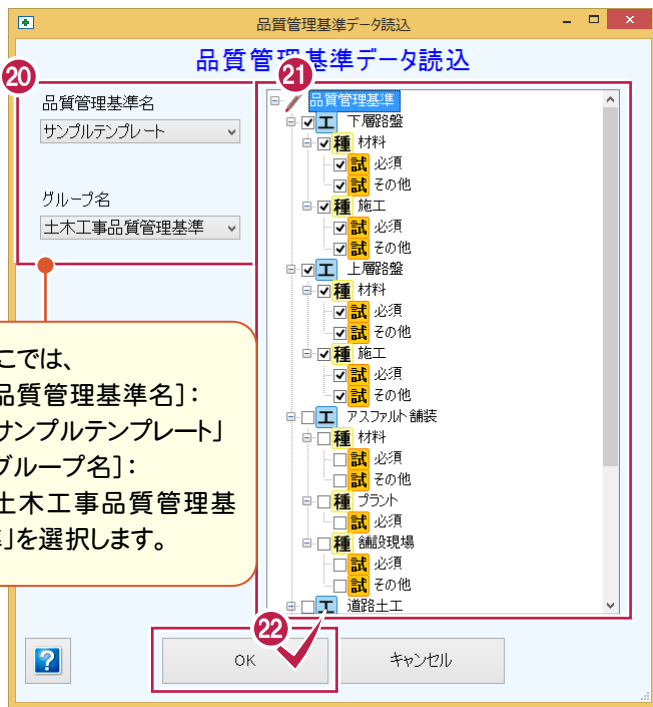 品質管理基準データ読込
品質管理基準データ読込
20
品質管理基準名
サンプルテンプレート
グループ名
土木工事品質管理基準
こでは、
品質管理基準名]：
サンプルテンプレート」
グループ名]：
土木工事品質管理基
」を選択します。
21
品質管理基準
工 下層路盤
種 材料
試 必須
試 その他
種 施工
試 必須
試 その他
工 上層路盤
種 材料
試 必須
試 その他
種 施工
試 必須
試 その他
工 アスファルト舗装
種 材料
試 必須
試 その他
種 プラント
試 必須
種 舗設現場
試 必須
試 その他
工 道路土工
22
?
OK
キャンセル